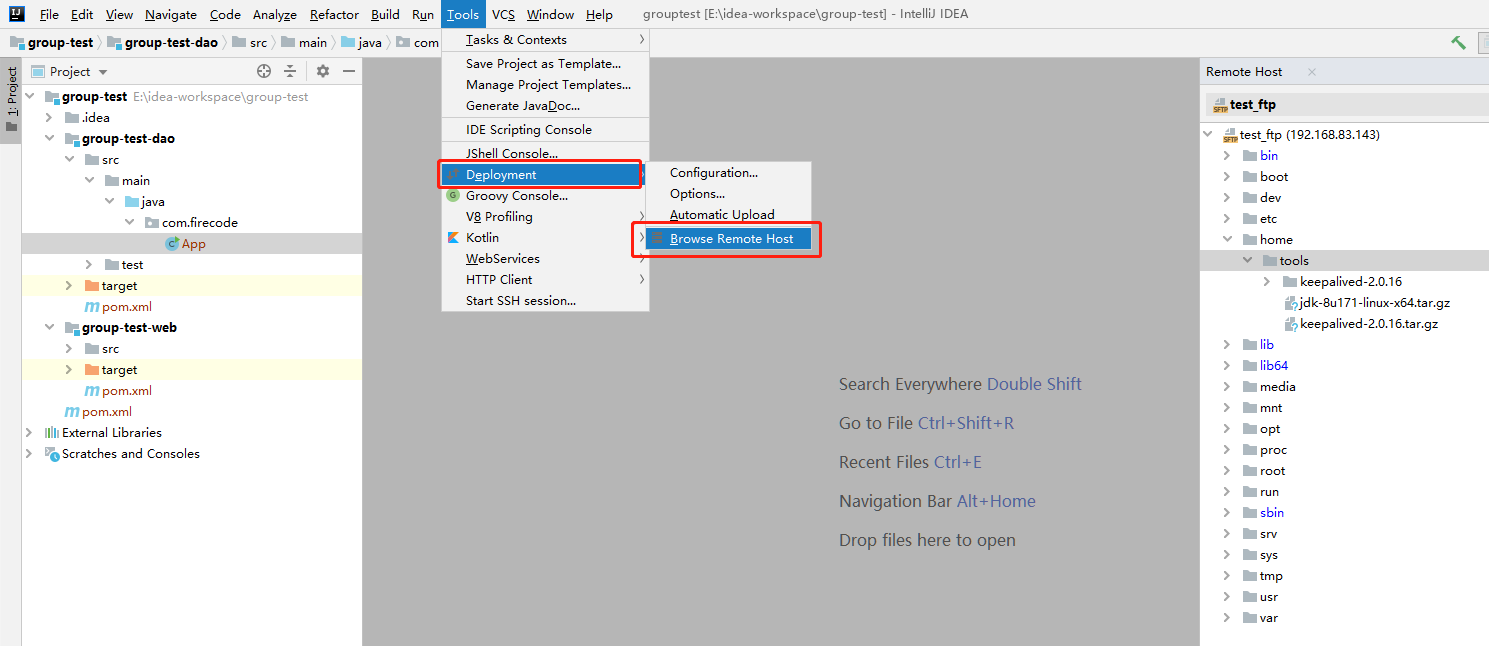 IJ File Edit View Navigate Code Analyze Refactor Build Run Tools VCS Window Help grouptest [E:\idea-workspace\group-test] - IntelliJ IDEA
group-test group-test-dao src main java com
1: Project
Project
group-test E:\idea-workspace\group-test
.idea
group-test-dao
src
main
java
com.firecode
C App
test
target
m pom.xml
group-test-web
src
target
m pom.xml
m pom.xml
External Libraries
Scratches and Consoles
Tasks & Contexts
Save Project as Template...
Manage Project Templates...
Generate JavaDoc...
IDE Scripting Console
JShell Console...
Deployment
G Groovy Console...
V8 Profiling
Kotlin
WebServices
HTTP Client
Start SSH session...
Configuration...
Options...
Automatic Upload
Browse Remote Host
Search Everywhere Double Shift
Go to File Ctrl+Shift+R
Recent Files Ctrl+E
Navigation Bar Alt+Home
Drop files here to open
Remote Host
SFTP test_ftp
SFTP test_ftp (192.168.83.143)
bin
boot
dev
etc
home
tools
keepalived-2.0.16
jdk-8u171-linux-x64.tar.gz
keepalived-2.0.16.tar.gz
lib
lib64
media
mnt
opt
proc
root
run
sbin
srv
sys
tmp
usr
var